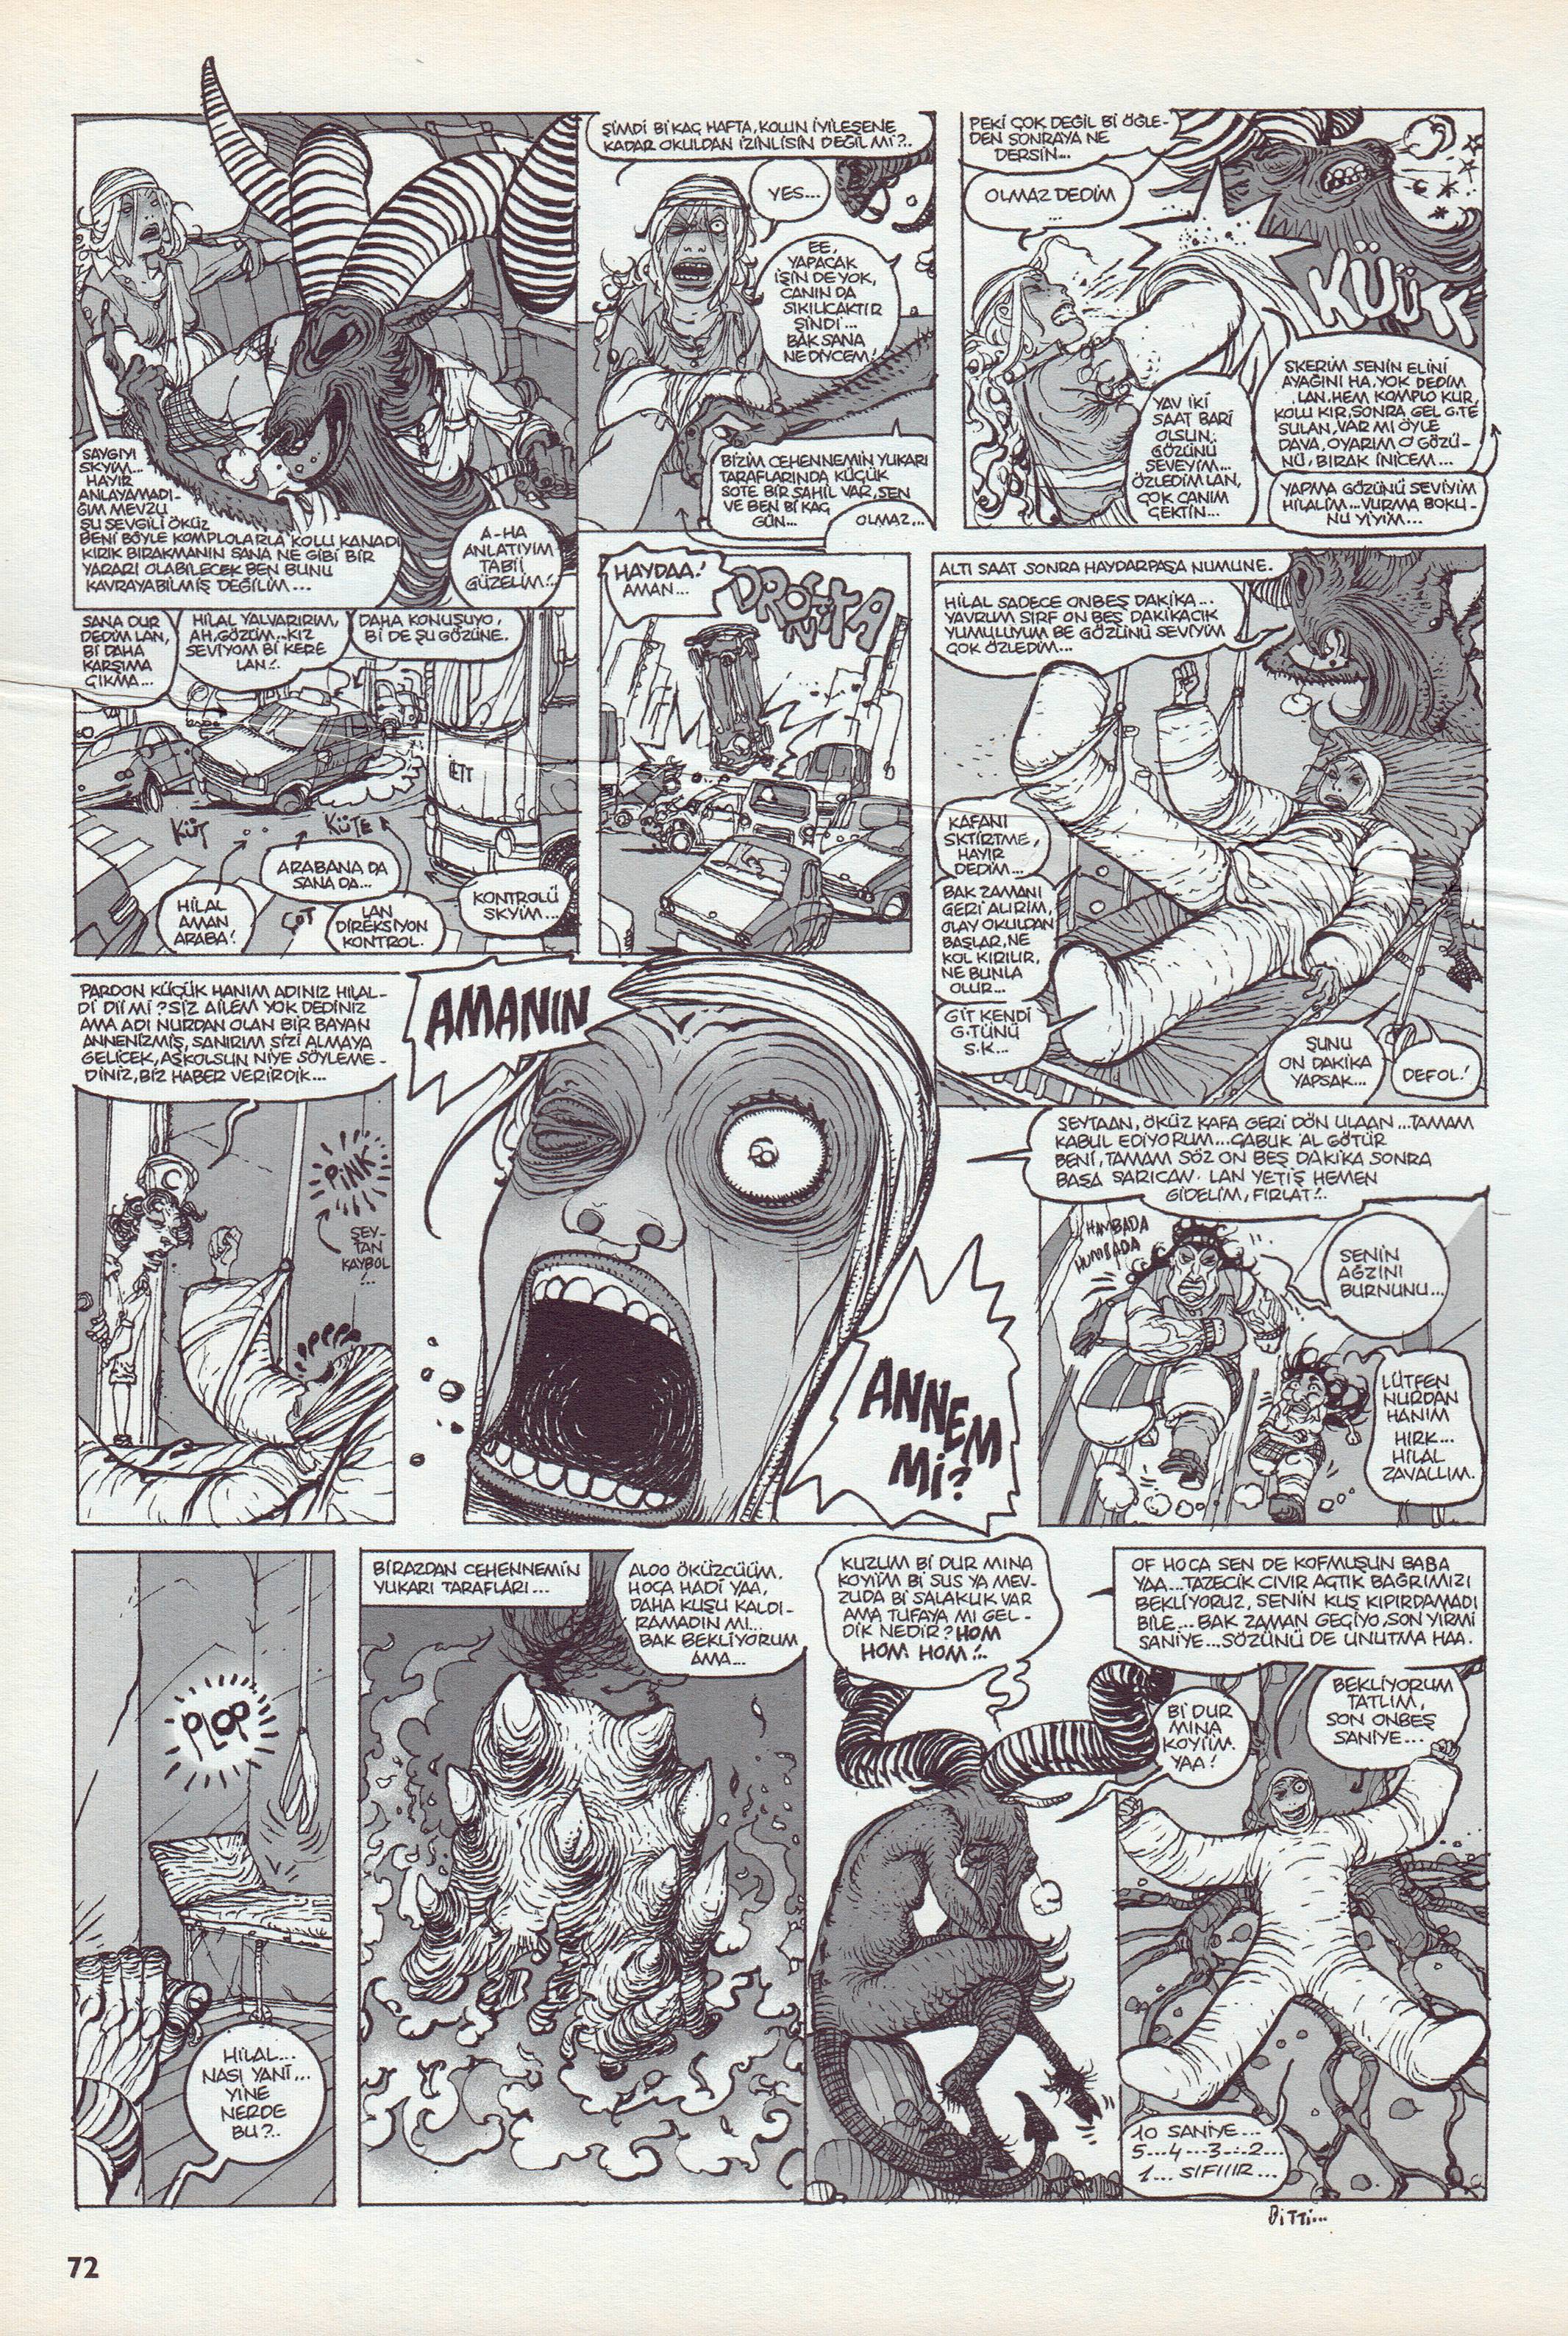 SAYGIYI
SKYİM...
HAYIR
ANLAYAMADI-
ĞIM MEVZU
ŞU SEVGİLİ ÖKÜZ
BENİ BÖYLE KOMPLOLARLA KOLU KANADI
KIRIK BIRAKMANIN SANA NE GİBİ BİR
YARARI OLABİLECEK BEN BUNU
KAVRAYABİLMİŞ DEĞİLİM...
A-HA
ANLATIYIM
TABİİ
GÜZELİM!..
ŞİMDİ Bİ KAÇ HAFTA, KOLUN İYİLEŞENE
KADAR OKULDAN İZİNLİSİN DEĞİL Mİ?..
YES...
EE,
YAPACAK
İŞİN DE YOK,
CANIN DA
SIKILICAKTIR
ŞİNDİ...
BAK SANA
NE DİYCEM!
BİZİM CEHENNEMİN YUKARI
TARAFLARINDA KÜÇÜK
SOTE BİR SAHİL VAR, SEN
VE BEN Bİ KAÇ
GÜN...
OLMAZ...
PEKİ ÇOK DEĞİL Bİ ÖĞLE-
DEN SONRAYA NE
DERSİN...
OLMAZ DEDİM
...
KÜÜT
YAV İKİ
SAAT BARİ
OLSUN.
GÖZÜNÜ
SEVEYİM...
ÖZLEDİM LAN,
ÇOK CANIM
ÇEKTİN...
SKERİM SENİN ELİNİ
AYAĞINI HA, YOK DEDİM
LAN. HEM KOMPLO KUR,
KOLU KIR, SONRA GEL G.TE
SULAN, VAR MI ÖYLE
DAVA, OYARIM O GÖZÜ-
NÜ, BIRAK İNİCEM...
YAPMA GÖZÜNÜ SEVİYİM
HİLALİM... VURMA BOKU-
NU YİYİM...
SANA DUR
DEDİM LAN,
Bİ DAHA
KARŞIMA
ÇIKMA...
HİLAL YALVARIRIM,
AH, GÖZÜM... KIZ
SEVİYOM Bİ KERE
LAN!.
DAHA KONUŞUYO,
Bİ DE ŞU GÖZÜNE.
İETT
KÜT
KÜTE
HİLAL
AMAN
ARABA!
ARABANA DA
SANA DA...
ÇOT
LAN
DİREKSİYON
KONTROL.
KONTROLÜ
SKYİM...
HAYDAA!
AMAN...
ALTI SAAT SONRA HAYDARPAŞA NUMUNE.
HİLAL SADECE ONBEŞ DAKİKA...
YAVRUM SIRF ON BEŞ DAKİKACIK
YUMULUYUM BE GÖZÜNÜ SEVİYİM
ÇOK ÖZLEDİM...
KAFANI
SKTİRTME,
HAYIR
DEDİM...
BAK ZAMANI
GERİ ALIRIM,
OLAY OKULDAN
BAŞLAR, NE
KOL KIRILIR,
NE BUNLA
OLUR...
GİT KENDİ
G.TÜNÜ
S.K...
ŞUNU
ON DAKİKA
YAPSAK...
DEFOL!
PARDON KÜÇÜK HANIM ADINIZ HİLAL-
Dİ Dİİ Mİ? SİZ AİLEM YOK DEDİNİZ
AMA ADI NURDAN OLAN BİR BAYAN
ANNENİZMİŞ, SANIRIM SİZİ ALMAYA
GELİCEK, AŞKOLSUN NİYE SÖYLEME-
DİNİZ, BİZ HABER VERİRDİK...
PINK
ŞEY-
TAN
KAYBOL
!...
AMANIN
ANNEM
Mİ?
ŞEYTAAN, ÖKÜZ KAFA GERİ DÖN ULAAN... TAMAM
KABUL EDİYORUM... ÇABUK AL GÖTÜR
BENİ, TAMAM SÖZ ON BEŞ DAKİKA SONRA
BAŞA SARICAN. LAN YETİŞ HEMEN
GİDELİM, FIRLAT!..
HAMBADA
HUMBADA
SENİN
AĞZINI
BURNUNU...
LÜTFEN
NURDAN
HANIM
HIRK...
HİLAL
ZAVALLIM.
PLOP
HİLAL...
NASI YANİ...
YİNE
NERDE
BU?..
BİRAZDAN CEHENNEMİN
YUKARI TARAFLARI...
ALOO ÖKÜZCÜÜM,
HOCA HADİ YAA,
DAHA KUŞU KALDI-
RAMADIN MI...
BAK BEKLİYORUM
AMA...
KUZUM Bİ DUR MINA
KOYİİM Bİ SUS YA MEV-
ZUDA Bİ SALAKLIK VAR
AMA TUFAYA MI GEL-
DİK NEDİR? HOM
HOM HOM!..
OF HOCA SEN DE KOFMUŞUN BABA
YAA... TAZECİK CIVIR AÇTIK BAĞRIMIZI
BEKLİYORUZ, SENİN KUŞ KIPIRDAMADI
BİLE... BAK ZAMAN GEÇİYO, SON YİRMİ
SANİYE... SÖZÜNÜ DE UNUTMA HAA.
Bİ DUR
MINA
KOYİİM.
YAA!
BEKLİYORUM
TATLIM,
SON ONBEŞ
SANİYE...
10 SANİYE...
5...4...3...2...
1... SIFIIIR...
BİTTİ...
72